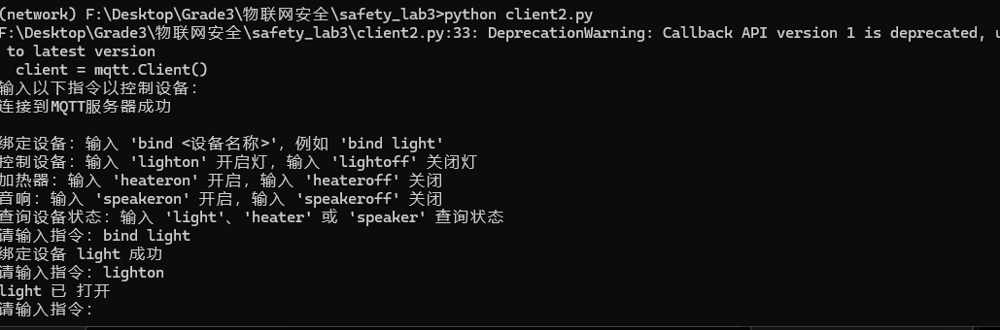 (network) F:\Desktop\Grade3\物联网安全\safety_lab3>python client2.py
F:\Desktop\Grade3\物联网安全\safety_lab3\client2.py:33: DeprecationWarning: Callback API version 1 is deprecated, u
 to latest version
  client = mqtt.Client()
输入以下指令以控制设备:
连接到MQTT服务器成功
绑定设备: 输入 'bind <设备名称>', 例如 'bind light'
控制设备: 输入 'lighton' 开启灯, 输入 'lightoff' 关闭灯
加热器: 输入 'heateron' 开启, 输入 'heateroff' 关闭
音响: 输入 'speakeron' 开启, 输入 'speakeroff' 关闭
查询设备状态: 输入 'light'、'heater' 或 'speaker' 查询状态
请输入指令: bind light
绑定设备 light 成功
请输入指令: lighton
light 已 打开
请输入指令: